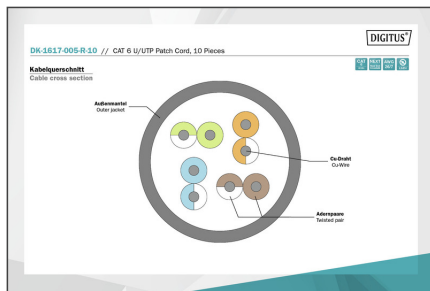 DIGITUS®
DK-1617-005-R-10 // CAT 6 U/UTP Patch Cord, 10 Pieces
Kabelquerschnitt
Cable cross section
Außenmantel
Outer jacket
Cu-Draht
Cu-Wire
Adernpaare
Twisted pair